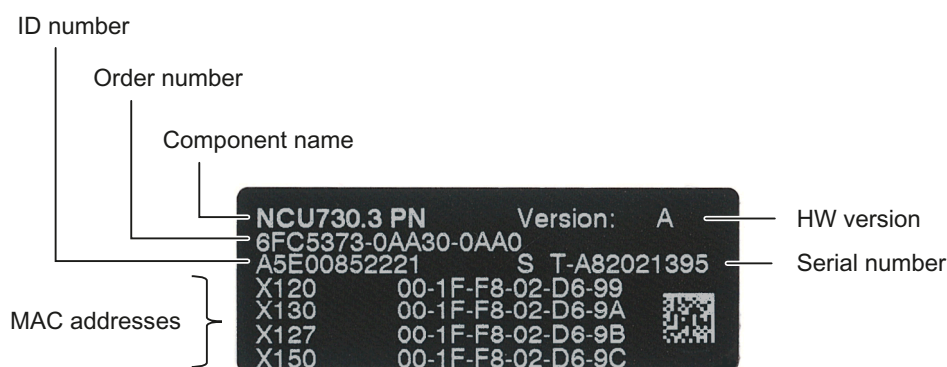 ID number
Order number
Component name
NCU730.3 PN Version: A
HW version
6FC5373-0AA30-0AA0
A5E00852221 S T-A82021395
Serial number
X120 00-1F-F8-02-D6-99
X130 00-1F-F8-02-D6-9A
MAC addresses
X127 00-1F-F8-02-D6-9B
X150 00-1F-F8-02-D6-9C